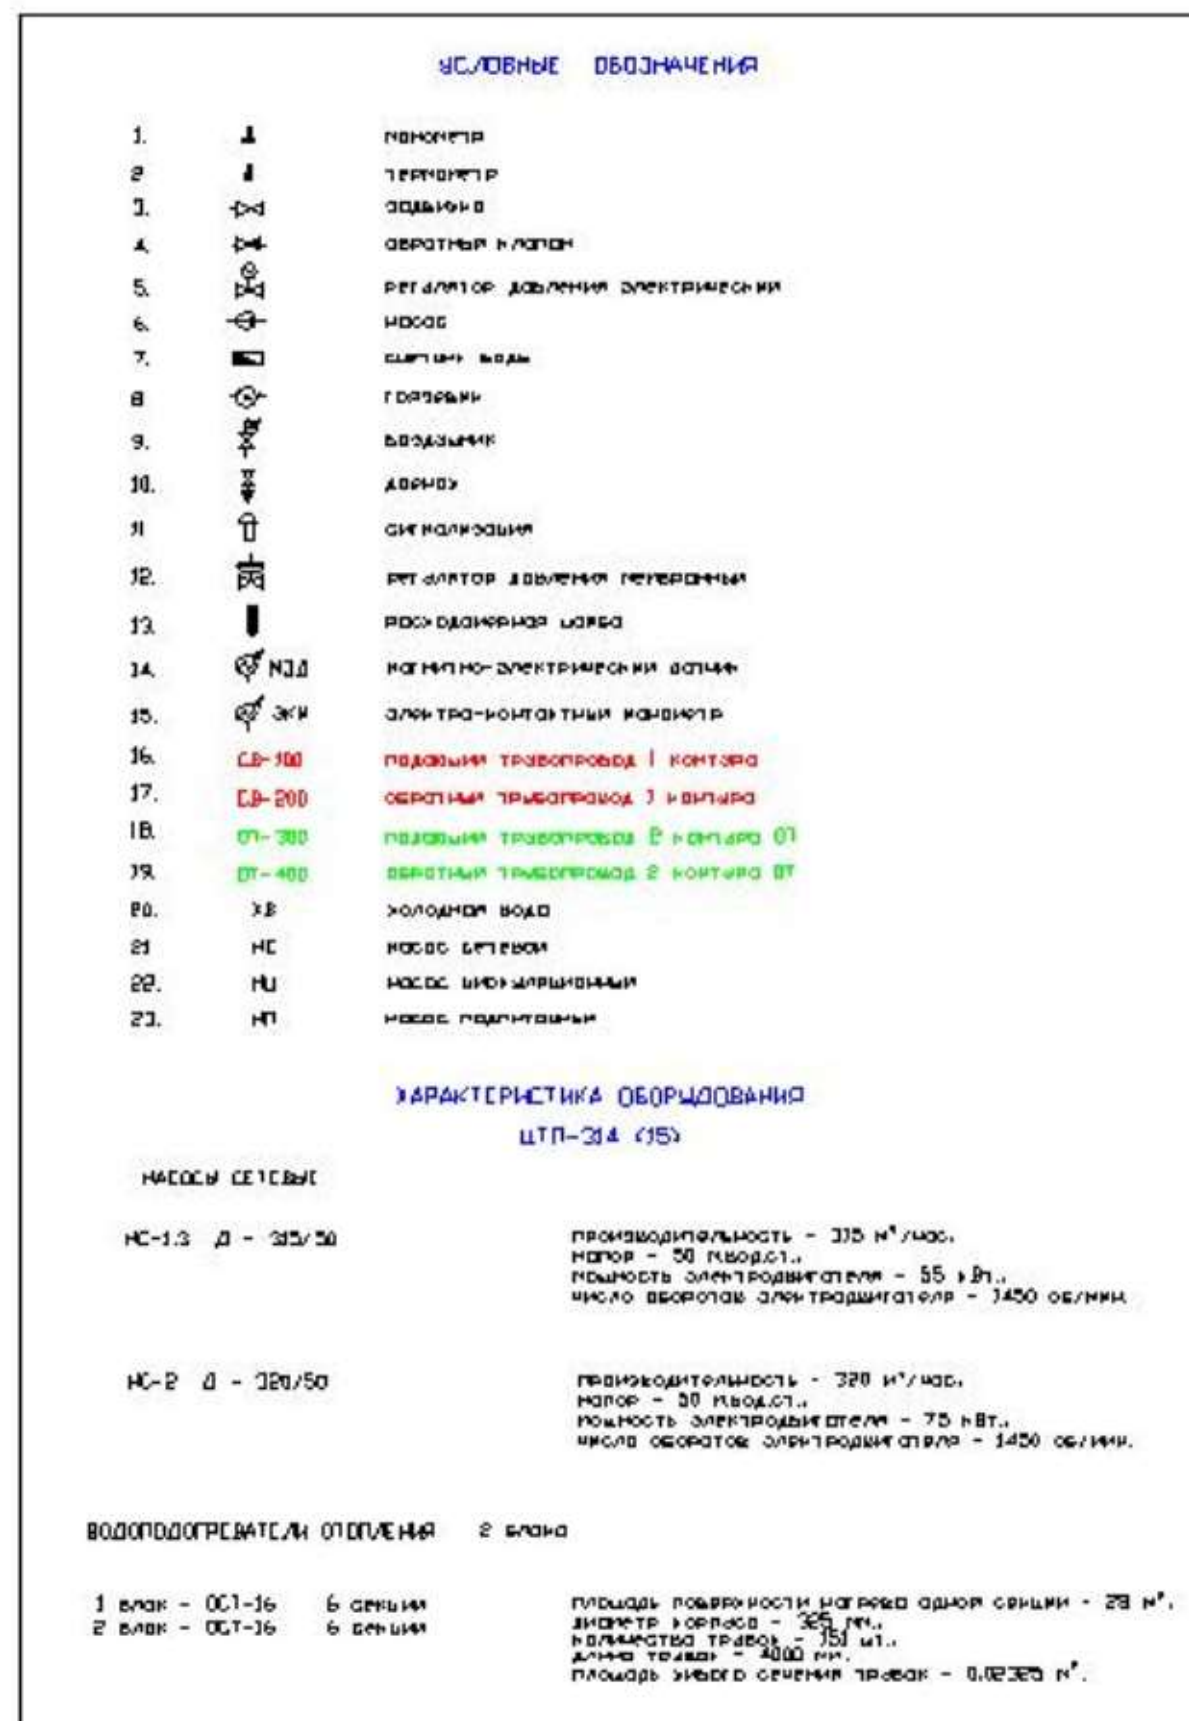 УСЛОВНЫЕ ОБОЗНАЧЕНИЯ
1. манометр
2 термометр
3. задвижка
4. обратный клапан
5. регулятор давления электрический
6. насос
7. счетчик воды
8 грязевик
9. воздушник
10. дренаж
11 сигнализация
12. регулятор давления мембранный
13. расходомерная шайба
14. МЭД магнитно-электрический датчик
15. ЭКМ электро-контактный манометр
16. СВ-100 подающий трубопровод 1 контура
17. СВ-200 обратный трубопровод 1 контура
18. ОТ-300 подающий трубопровод 2 контура ОТ
19. ОТ-400 обратный трубопровод 2 контура ОТ
20. ХВ холодная вода
21 НС насос сетевой
22. НЦ насос циркуляционный
23. НП насос подпиточный
ХАРАКТЕРИСТИКА ОБОРУДОВАНИЯ
ЦТП-314 (15)
НАСОСЫ СЕТЕВЫЕ
НС-1.3 Д - 315/50
производительность - 315 м³/час.
напор - 50 м.вод.ст.,
мощность электродвигателя - 55 кВт.,
число оборотов электродвигателя - 1450 об/мин.
НС-2 Д - 320/50
производительность - 320 м³/час.
напор - 50 м.вод.ст.,
мощность электродвигателя - 75 кВт.,
число оборотов электродвигателя - 1450 об/мин.
ВОДОПОДОГРЕВАТЕЛИ ОТОПЛЕНИЯ 2 блока
1 блок - ОСТ-16 6 секций
2 блок - ОСТ-16 6 секций
площадь поверхности нагрева одной секции - 28 м².
диаметр корпуса - 325 мм.,
количество трубок - 151 шт.,
длина трубок - 4000 мм.
площадь живого сечения трубок - 0.02325 м².